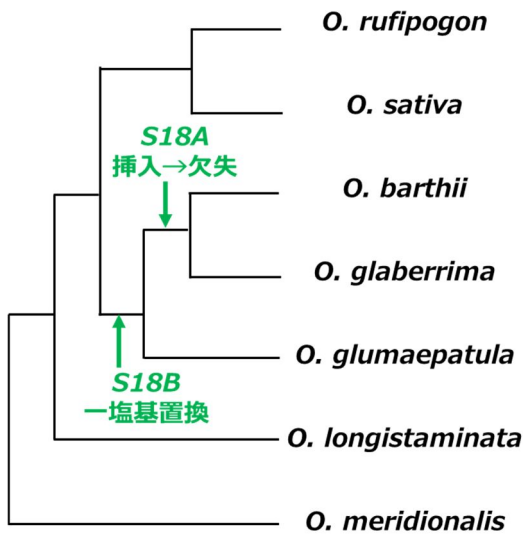 O. rufipogon
O. sativa
S18A
挿入→欠失
O. barthii
O. glaberrima
O. glumaepatula
S18B
一塩基置換
O. longistaminata
O. meridionalis